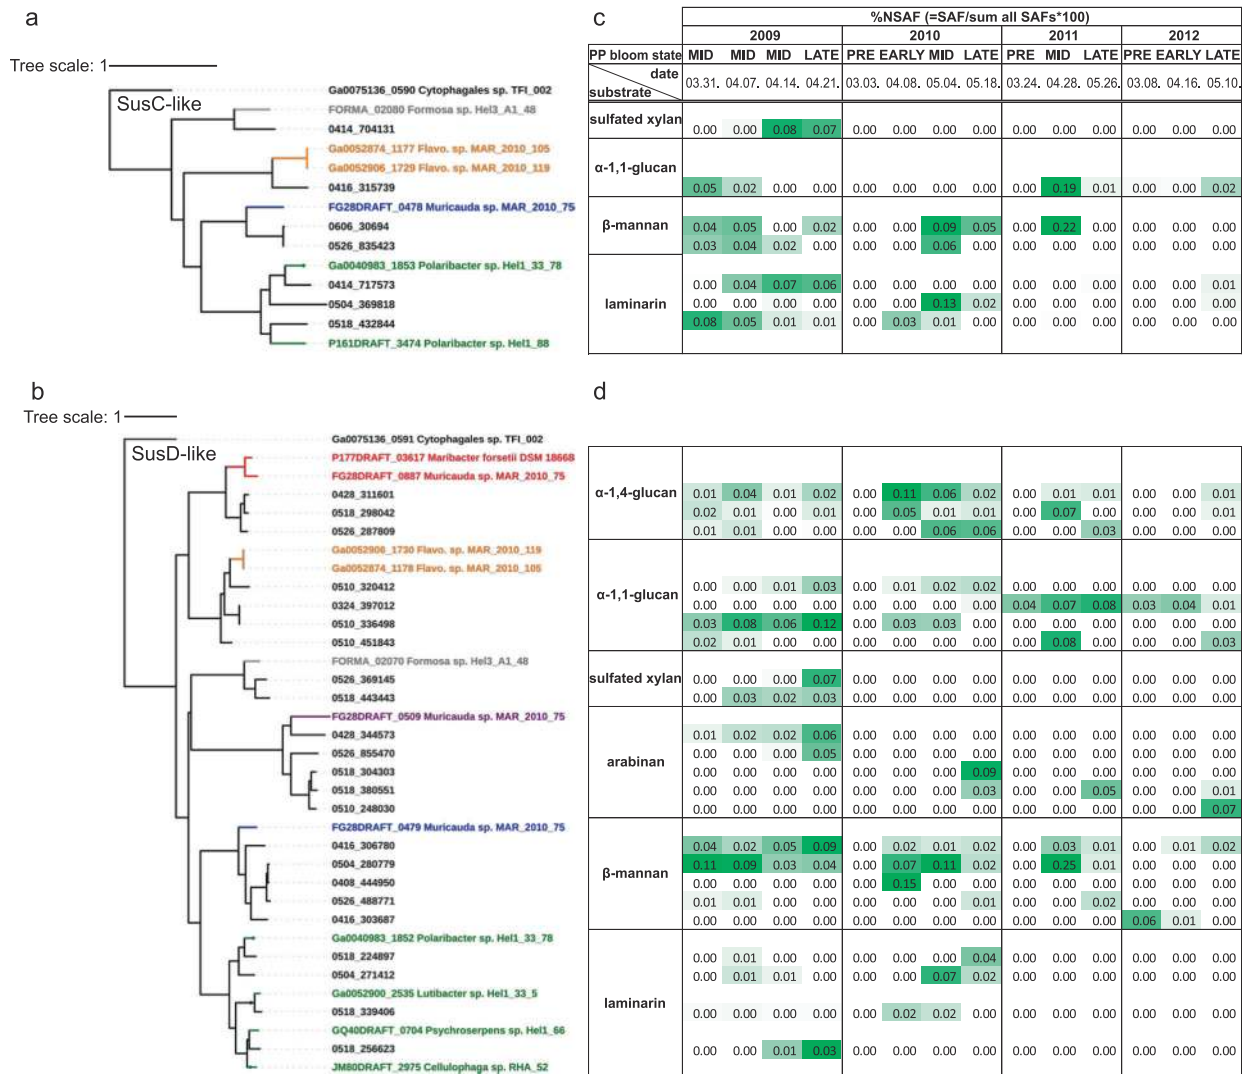 a
Tree scale: 1
SusC-like
Ga0075136_0590 Cytophagales sp. TFI_002
FORMA_02080 Formosa sp. Hel3_A1_48
0414_704131
Ga0052874_1177 Flavo. sp. MAR_2010_105
Ga0052906_1729 Flavo. sp. MAR_2010_119
0416_315739
FG28DRAFT_0478 Muricauda sp. MAR_2010_75
0606_30694
0526_835423
Ga0040983_1853 Polaribacter sp. Hel1_33_78
0414_717573
0504_369818
0518_432844
P161DRAFT_3474 Polaribacter sp. Hel1_88
c
%NSAF (=SAF/sum all SAFs*100)
2009 2010 2011 2012
PP bloom state MID MID MID LATE PRE EARLY MID LATE PRE MID LATE PRE EARLY LATE
date
substrate
03.31. 04.07. 04.14. 04.21. 03.03. 04.08. 05.04. 05.18. 03.24. 04.28. 05.26. 03.08. 04.16. 05.10.
sulfated xylan
0.00 0.00 0.08 0.07 0.00 0.00 0.00 0.00 0.00 0.00 0.00 0.00 0.00 0.00
α-1,1-glucan
0.05 0.02 0.00 0.00 0.00 0.00 0.00 0.00 0.00 0.19 0.01 0.00 0.00 0.02
β-mannan
0.04 0.05 0.00 0.02 0.00 0.00 0.09 0.05 0.00 0.22 0.00 0.00 0.00 0.00
0.03 0.04 0.02 0.00 0.00 0.00 0.06 0.00 0.00 0.00 0.00 0.00 0.00 0.00
laminarin
0.00 0.04 0.07 0.06 0.00 0.00 0.00 0.00 0.00 0.00 0.00 0.00 0.00 0.01
0.00 0.00 0.00 0.00 0.00 0.00 0.13 0.02 0.00 0.00 0.00 0.00 0.00 0.00
0.08 0.05 0.01 0.01 0.00 0.03 0.01 0.00 0.00 0.00 0.00 0.00 0.00 0.00
b
Tree scale: 1
SusD-like
Ga0075136_0591 Cytophagales sp. TFI_002
P177DRAFT_03617 Maribacter forsetii DSM 18668
FG28DRAFT_0887 Muricauda sp. MAR_2010_75
0428_311601
0518_298042
0526_287809
Ga0052906_1730 Flavo. sp. MAR_2010_119
Ga0052874_1178 Flavo. sp. MAR_2010_105
0510_320412
0324_397012
0510_336498
0510_451843
FORMA_02070 Formosa sp. Hel3_A1_48
0526_369145
0518_443443
FG28DRAFT_0509 Muricauda sp. MAR_2010_75
0428_344573
0526_855470
0518_304303
0518_380551
0510_248030
FG28DRAFT_0479 Muricauda sp. MAR_2010_75
0416_306780
0504_280779
0408_444950
0526_488771
0416_303687
Ga0040983_1852 Polaribacter sp. Hel1_33_78
0518_224897
0504_271412
Ga0052900_2535 Lutibacter sp. Hel1_33_5
0518_339406
GQ40DRAFT_0704 Psychroserpens sp. Hel1_66
0518_256623
JM80DRAFT_2975 Cellulophaga sp. RHA_52
d
α-1,4-glucan
0.01 0.04 0.01 0.02 0.00 0.11 0.06 0.02 0.00 0.01 0.01 0.00 0.00 0.01
0.02 0.01 0.00 0.01 0.00 0.05 0.01 0.01 0.00 0.07 0.00 0.00 0.00 0.01
0.01 0.01 0.00 0.00 0.00 0.00 0.06 0.06 0.00 0.00 0.03 0.00 0.00 0.00
α-1,1-glucan
0.00 0.00 0.01 0.03 0.00 0.01 0.02 0.02 0.00 0.00 0.00 0.00 0.00 0.00
0.00 0.00 0.00 0.00 0.00 0.00 0.00 0.00 0.04 0.07 0.08 0.03 0.04 0.01
0.03 0.08 0.06 0.12 0.00 0.03 0.03 0.00 0.00 0.00 0.00 0.00 0.00 0.00
0.02 0.01 0.00 0.00 0.00 0.00 0.00 0.00 0.00 0.08 0.00 0.00 0.00 0.03
sulfated xylan
0.00 0.00 0.00 0.07 0.00 0.00 0.00 0.00 0.00 0.00 0.00 0.00 0.00 0.00
0.00 0.03 0.02 0.03 0.00 0.00 0.00 0.00 0.00 0.00 0.00 0.00 0.00 0.00
arabinan
0.01 0.02 0.02 0.06 0.00 0.00 0.00 0.00 0.00 0.00 0.00 0.00 0.00 0.00
0.00 0.00 0.00 0.05 0.00 0.00 0.00 0.00 0.00 0.00 0.00 0.00 0.00 0.00
0.00 0.00 0.00 0.00 0.00 0.00 0.00 0.09 0.00 0.00 0.00 0.00 0.00 0.00
0.00 0.00 0.00 0.00 0.00 0.00 0.00 0.03 0.00 0.00 0.05 0.00 0.00 0.01
0.00 0.00 0.00 0.00 0.00 0.00 0.00 0.00 0.00 0.00 0.00 0.00 0.00 0.07
β-mannan
0.04 0.02 0.05 0.09 0.00 0.02 0.01 0.02 0.00 0.03 0.01 0.00 0.01 0.02
0.11 0.09 0.03 0.04 0.00 0.07 0.11 0.02 0.00 0.25 0.01 0.00 0.00 0.00
0.00 0.00 0.00 0.00 0.00 0.15 0.00 0.00 0.00 0.00 0.00 0.00 0.00 0.00
0.01 0.01 0.00 0.00 0.00 0.00 0.00 0.01 0.00 0.00 0.02 0.00 0.00 0.00
0.00 0.00 0.00 0.00 0.00 0.00 0.00 0.00 0.00 0.00 0.00 0.06 0.01 0.00
laminarin
0.00 0.01 0.00 0.00 0.00 0.00 0.00 0.04 0.00 0.00 0.00 0.00 0.00 0.00
0.00 0.01 0.01 0.00 0.00 0.00 0.07 0.02 0.00 0.00 0.00 0.00 0.00 0.00
0.00 0.00 0.00 0.00 0.00 0.02 0.02 0.00 0.00 0.00 0.00 0.00 0.00 0.00
0.00 0.00 0.01 0.03 0.00 0.00 0.00 0.00 0.00 0.00 0.00 0.00 0.00 0.00